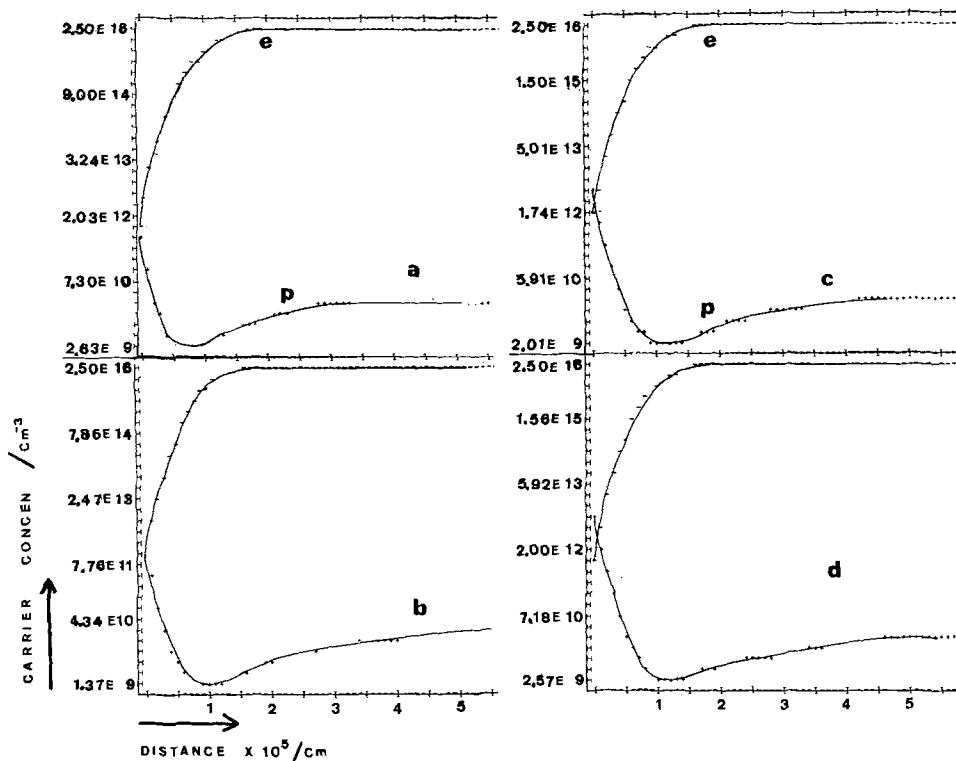 2,50E 16
9,00E 14
3,24E 13
2,03E 12
7,30E 10
2,63E 9
e
p
a
2,50E 16
1,50E 15
5,01E 13
1,74E 12
5,91E 10
2,01E 9
e
p
c
2,50E 16
7,86E 14
2,47E 13
7,76E 11
4,34E10
1,37E 9
b
1 2 3 4 5
2,50E 16
1,56E 15
5,92E 13
2,00E 12
7,18E 10
2,57E 9
d
1 2 3 4 5
CARRIER CONCEN /Cm-3
DISTANCE X 10⁵/Cm